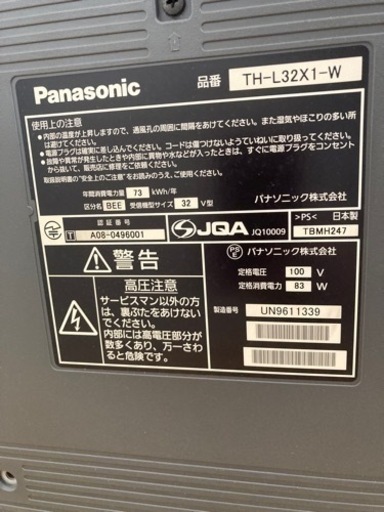 Panasonic
品番 TH-L32X1-W
使用上の注意
●内部の温度が上昇しますので、通風孔の周囲に間隔をあけてください。また湿気やほこりの多い所
は避けてください。
●電源プラグは確実に差し込んでください。コードは傷つけないようていねいに扱ってください。
●故障や異常が発生したときや内部に異物や水などが入ったときは、すぐに電源プラグをコンセント
から抜いて、販売店に修理をご依頼ください。
取扱説明書の「安全上のご注意」をお読みのうえ、正しくご使用ください。
年間消費電力量 73 kWh/年
区分名 BEE 受信機型サイズ 32 V型
パナソニック株式会社
認証番号
T A08-0496001
JQA JQ10009
>PS< 日本製
TBMH247
警告
高圧注意
サービスマン以外の方
は、裏ぶたをあけない
でください。
内部には高電圧部分が
数多くあり、万一さわ
ると危険です。
PS
E
パナソニック株式会社
定格電圧 100 V
定格消費電力 83 W
製造番号 UN9611339